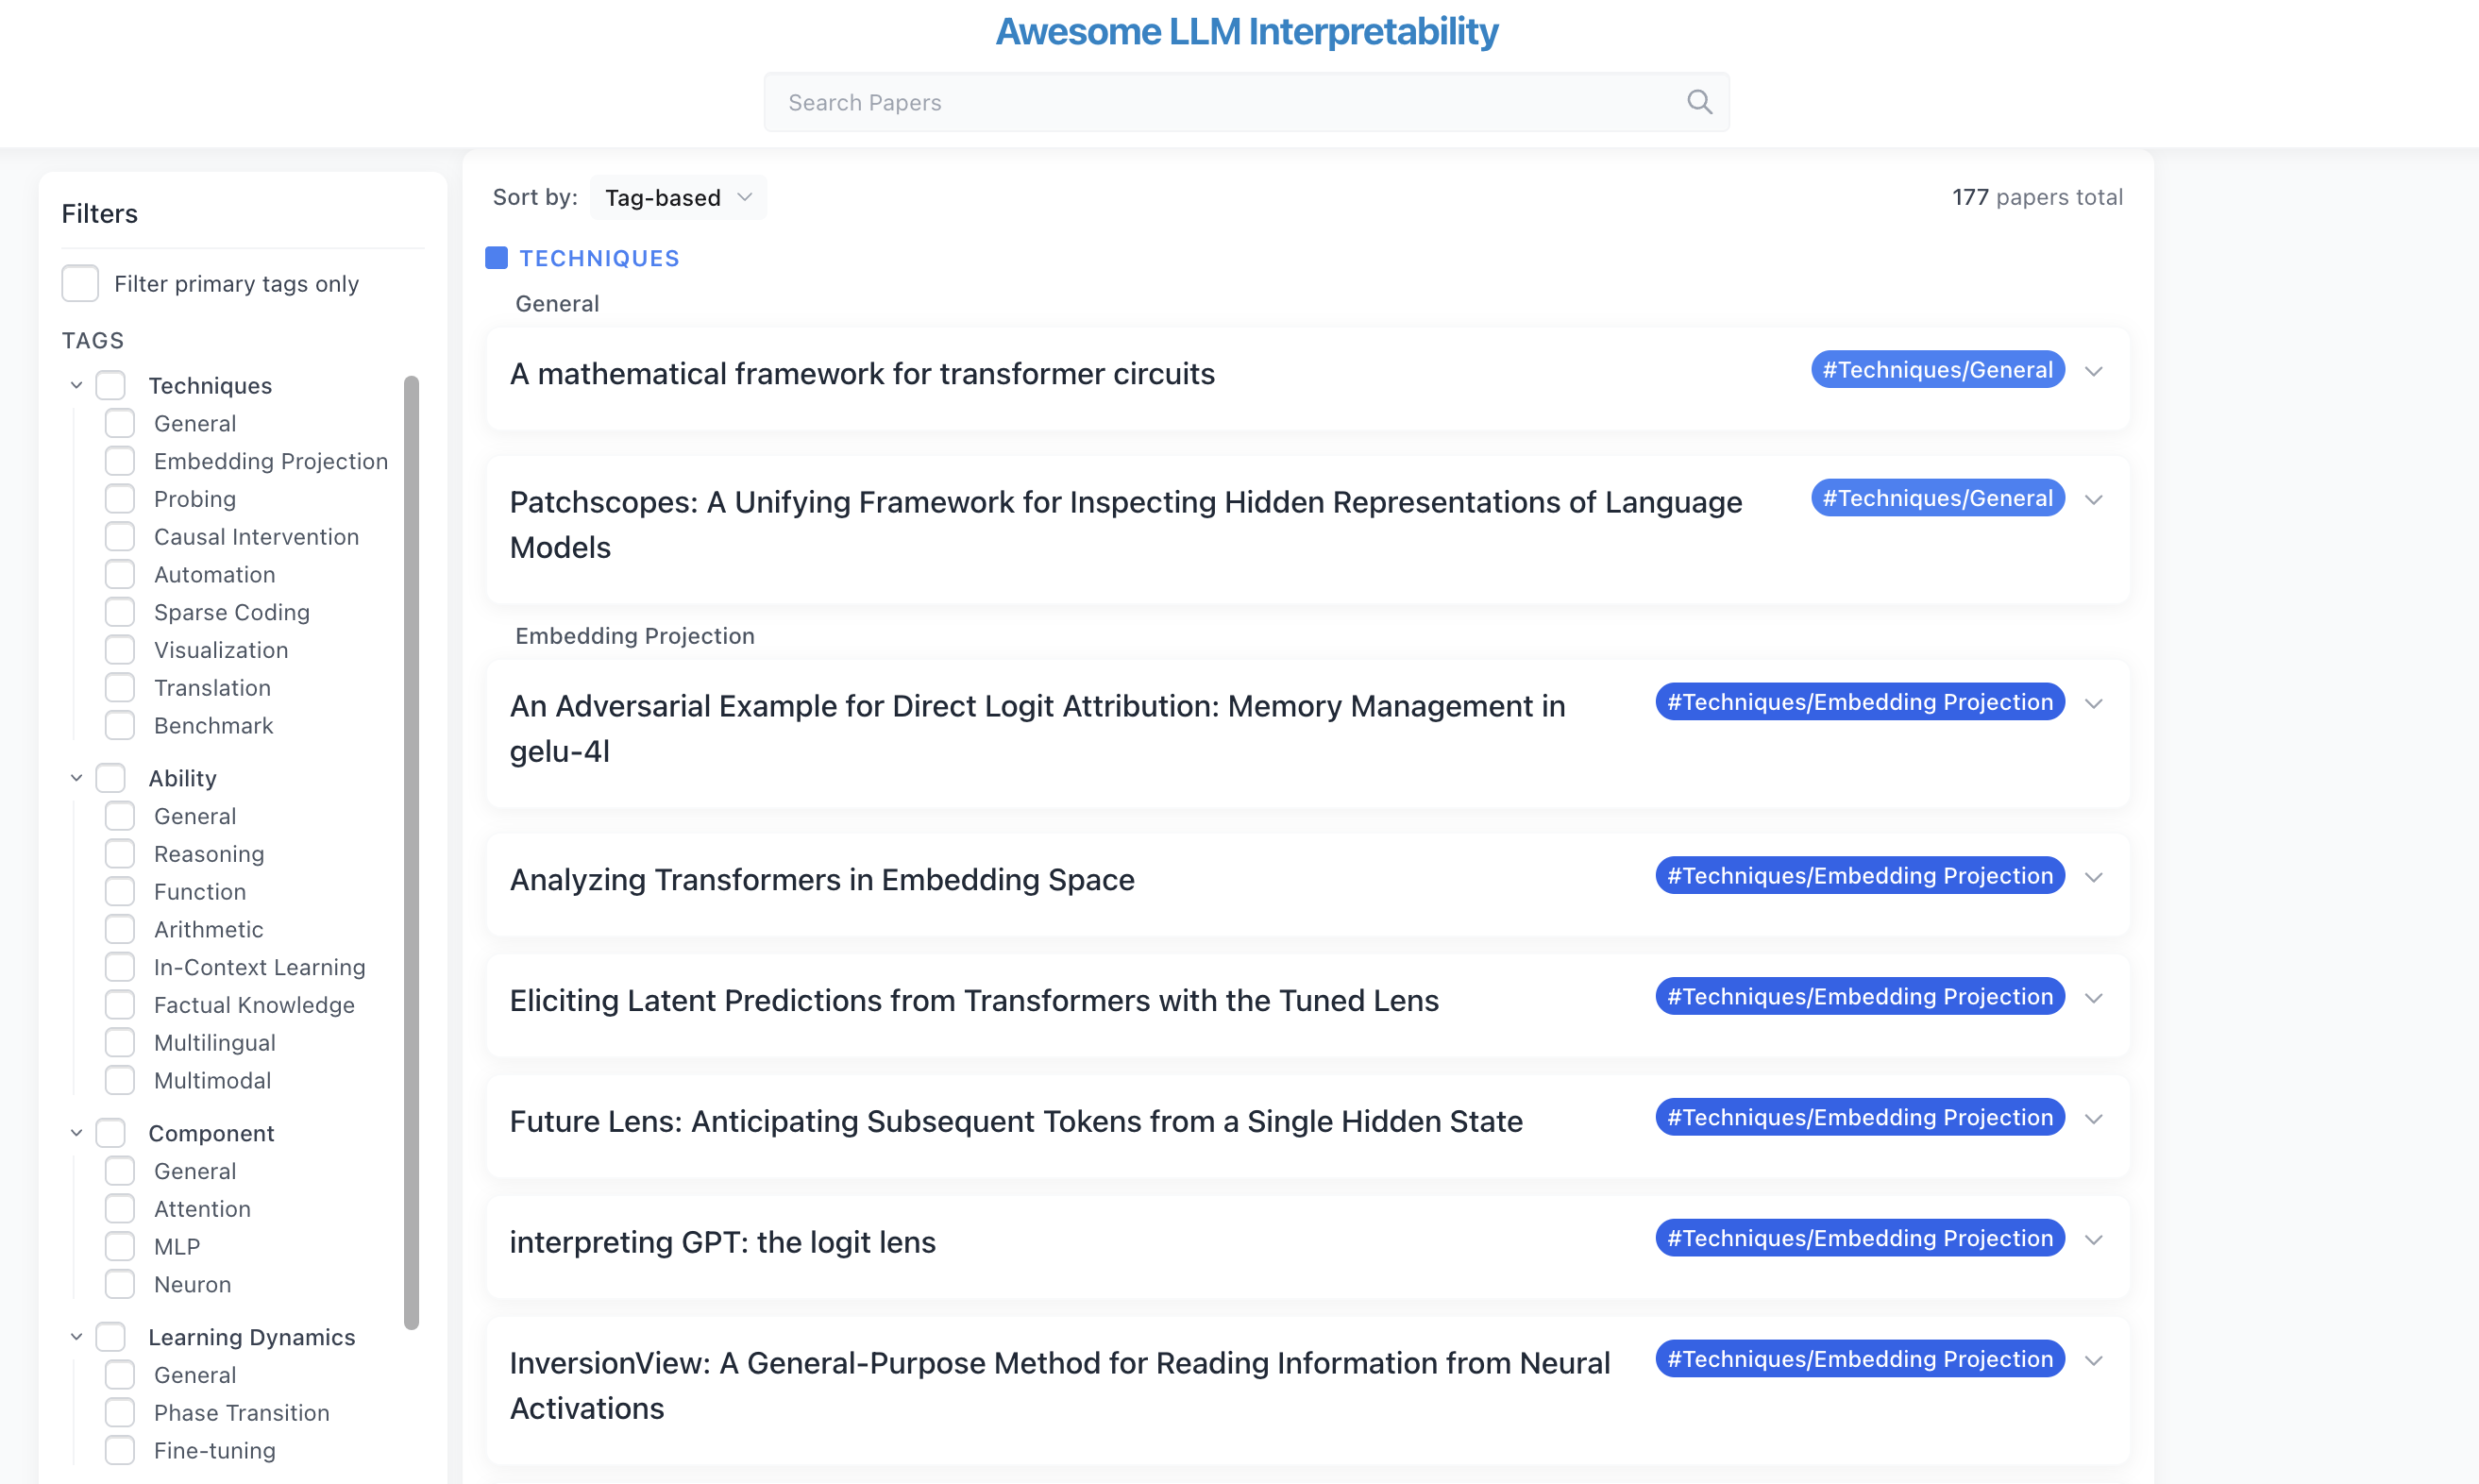 Awesome LLM Interpretability
Search Papers
Filters
Filter primary tags only
TAGS
Techniques
General
Embedding Projection
Probing
Causal Intervention
Automation
Sparse Coding
Visualization
Translation
Benchmark
Ability
General
Reasoning
Function
Arithmetic
In-Context Learning
Factual Knowledge
Multilingual
Multimodal
Component
General
Attention
MLP
Neuron
Learning Dynamics
General
Phase Transition
Fine-tuning
Sort by: Tag-based
177 papers total
TECHNIQUES
General
A mathematical framework for transformer circuits
#Techniques/General
Patchscopes: A Unifying Framework for Inspecting Hidden Representations of Language
Models
#Techniques/General
Embedding Projection
An Adversarial Example for Direct Logit Attribution: Memory Management in
gelu-4l
#Techniques/Embedding Projection
Analyzing Transformers in Embedding Space
#Techniques/Embedding Projection
Eliciting Latent Predictions from Transformers with the Tuned Lens
#Techniques/Embedding Projection
Future Lens: Anticipating Subsequent Tokens from a Single Hidden State
#Techniques/Embedding Projection
interpreting GPT: the logit lens
#Techniques/Embedding Projection
InversionView: A General-Purpose Method for Reading Information from Neural
Activations
#Techniques/Embedding Projection